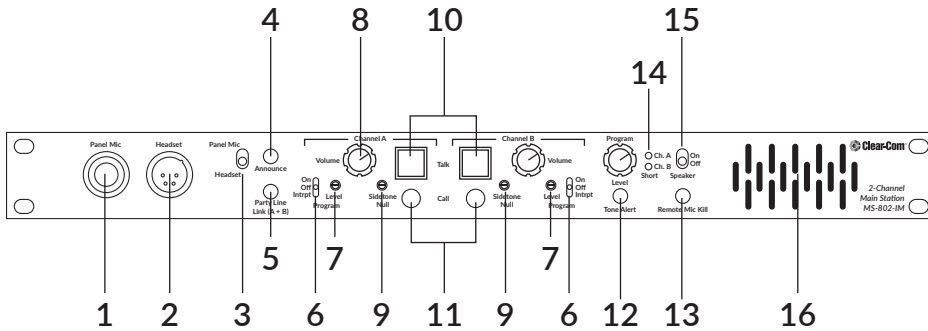 4
8
10
15
14
Panel Mic
Headset
Panel Mic
Headset
Announce
Party Line
Link (A + B)
Channel A
Volume
On
Off
Intrpt
Level
Program
Sidetone
Null
Talk
Call
Channel B
Volume
Sidetone
Null
Level
Program
On
Off
Intrpt
Program
Level
Tone Alert
Ch. A
Ch. B
Short
On
Off
Speaker
Remote Mic Kill
Clear-Com
2-Channel
Main Station
MS-802-IM
5
7
7
1
2
3
6
9
11
9
6
12
13
16